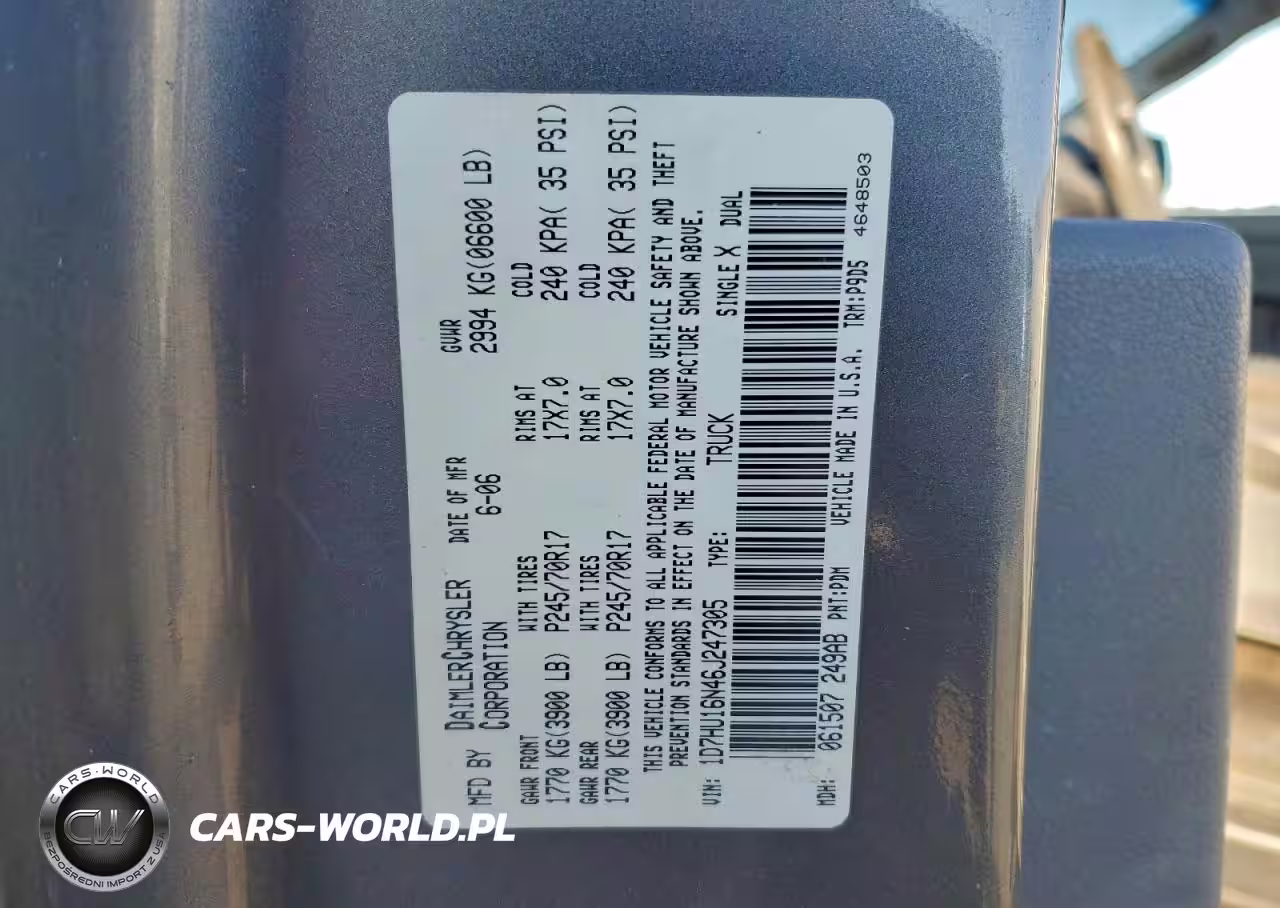 MFD BY DAIMLERCHRYSLER CORPORATION
DATE OF MFR 6-06
GVWR 2994 KG(06600 LB)
GAWR FRONT WITH TIRES RIMS AT COLD
1770 KG(3900 LB) P245/70R17 17X7.0 240 KPA( 35 PSI)
GAWR REAR WITH TIRES RIMS AT COLD
1770 KG(3900 LB) P245/70R17 17X7.0 240 KPA( 35 PSI)
THIS VEHICLE CONFORMS TO ALL APPLICABLE FEDERAL MOTOR VEHICLE SAFETY AND THEFT
PREVENTION STANDARDS IN EFFECT ON THE DATE OF MANUFACTURE SHOWN ABOVE.
VIN: 1D7HU16N46J247305 TYPE: TRUCK SINGLE X DUAL
MDH: 061507 249AB PNT:PDM VEHICLE MADE IN U.S.A. TRM:P9D5 4648503
CARS-WORLD
CW
BEZPOŚREDNI IMPORT Z USA
CARS-WORLD.PL